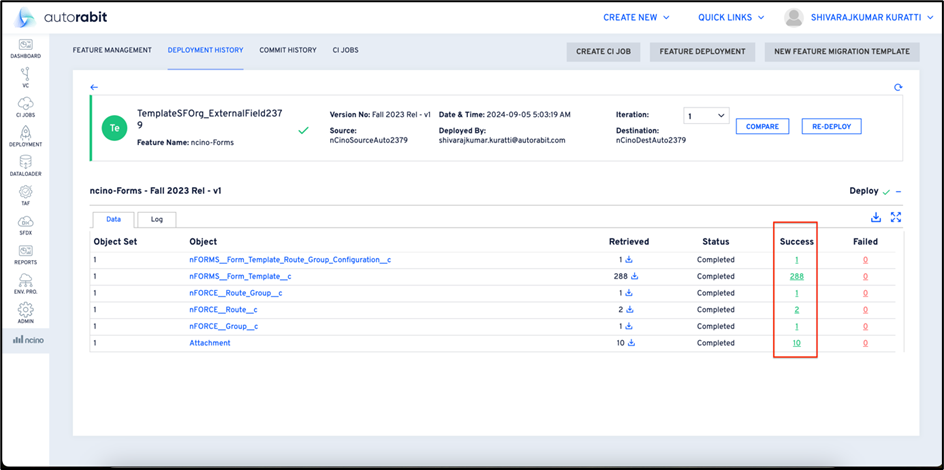 autorabit
CREATE NEW
QUICK LINKS
SHIVARAJKUMAR KURATTI
DASHBOARD
VC
CI JOBS
DEPLOYMENT
DATALOADER
TAF
SFDX
REPORTS
ENV. PRO.
ADMIN
ncino
FEATURE MANAGEMENT
DEPLOYMENT HISTORY
COMMIT HISTORY
CI JOBS
CREATE CI JOB
FEATURE DEPLOYMENT
NEW FEATURE MIGRATION TEMPLATE
Te
TemplateSFOrg_ExternalField237
9
Feature Name: ncino-Forms
Version No: Fall 2023 Rel - v1
Source:
nCinoSourceAuto2379
Date & Time: 2024-09-05 5:03:19 AM
Deployed By:
shivarajkumar.kuratti@autorabit.com
Iteration:
1
Destination:
nCinoDestAuto2379
COMPARE
RE-DEPLOY
ncino-Forms - Fall 2023 Rel - v1
Deploy
Data
Log
Object Set Object Retrieved Status Success Failed
1 nFORMS__Form_Template_Route_Group_Configuration__c 1 Completed 1 0
1 nFORMS__Form_Template__c 288 Completed 288 0
1 nFORCE__Route_Group__c 1 Completed 1 0
1 nFORCE__Route__c 2 Completed 2 0
1 nFORCE__Group__c 1 Completed 1 0
1 Attachment 10 Completed 10 0